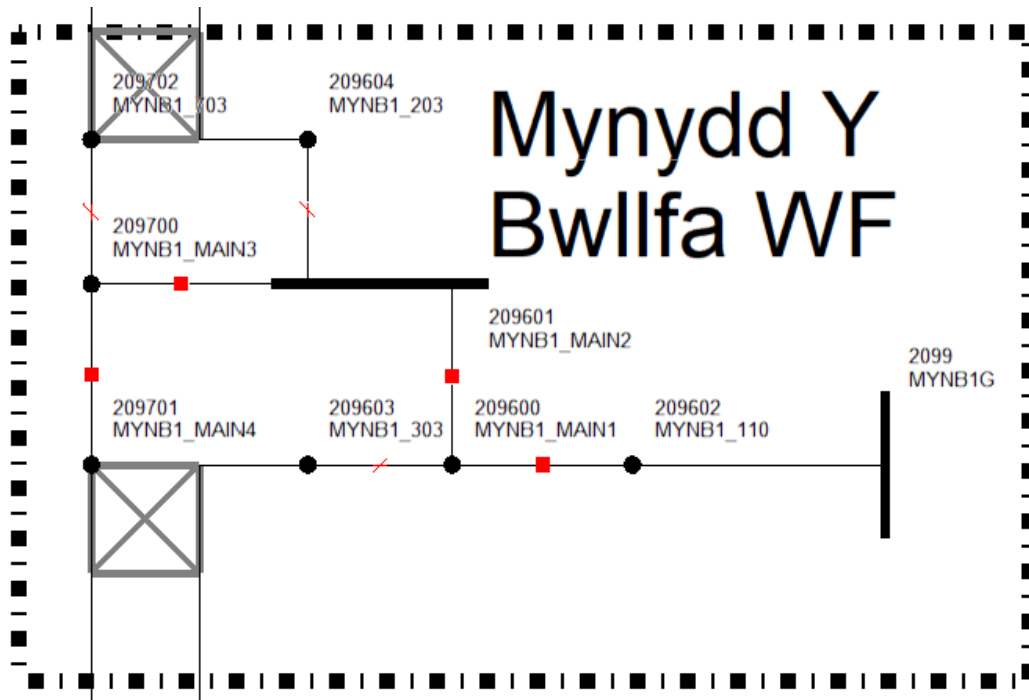 209702
MYNB1_703
209604
MYNB1_203
Mynydd Y
Bwllfa WF
209700
MYNB1_MAIN3
209601
MYNB1_MAIN2
2099
MYNB1G
209701
MYNB1_MAIN4
209603
MYNB1_303
209600
MYNB1_MAIN1
209602
MYNB1_110